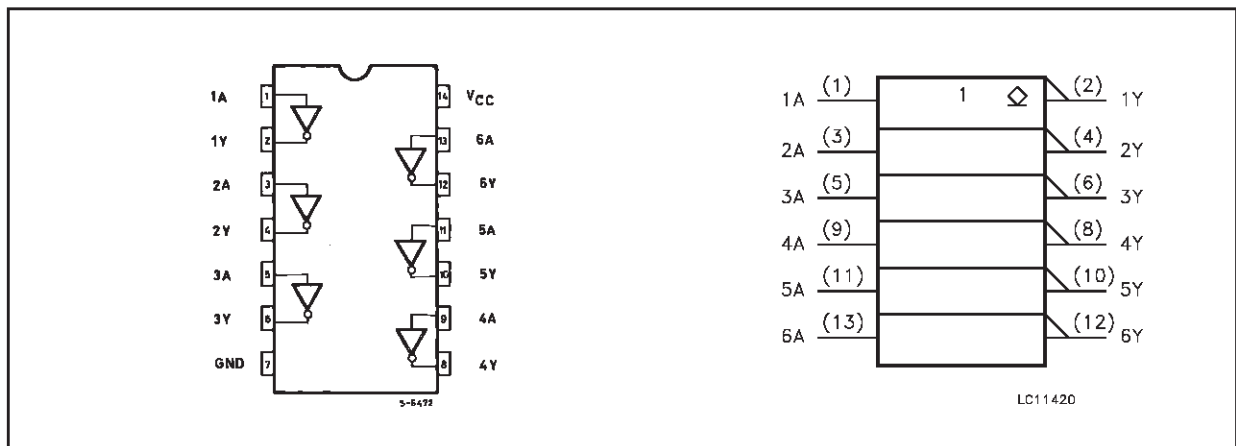 1A 1 14 VCC
1Y 2 13 6A
2A 3 12 6Y
2Y 4 11 5A
3A 5 10 5Y
3Y 6 9 4A
GND 7 8 4Y
S-6472
1A (1) 1 (2) 1Y
2A (3) (4) 2Y
3A (5) (6) 3Y
4A (9) (8) 4Y
5A (11) (10) 5Y
6A (13) (12) 6Y
LC11420